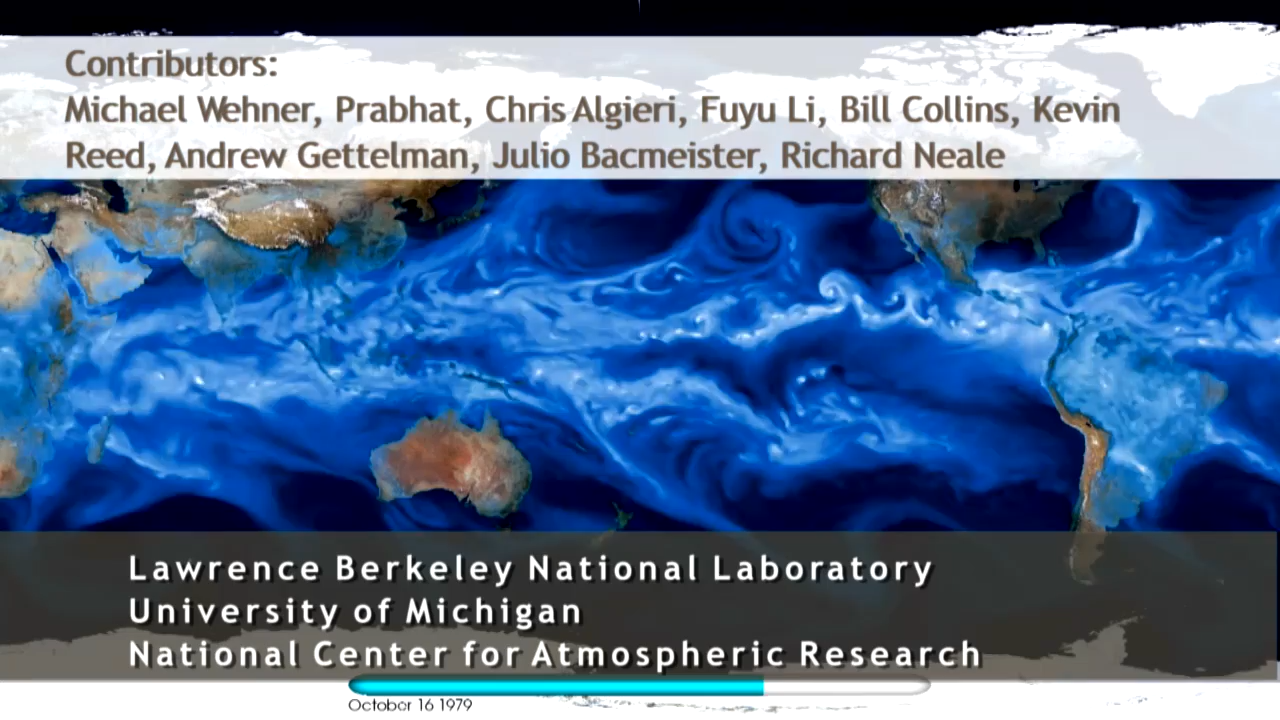 Contributors:
Michael Wehner, Prabhat, Chris Algieri, Fuyu Li, Bill Collins, Kevin
Reed, Andrew Gettelman, Julio Bacmeister, Richard Neale
Lawrence Berkeley National Laboratory
University of Michigan
National Center for Atmospheric Research
October 16 1979